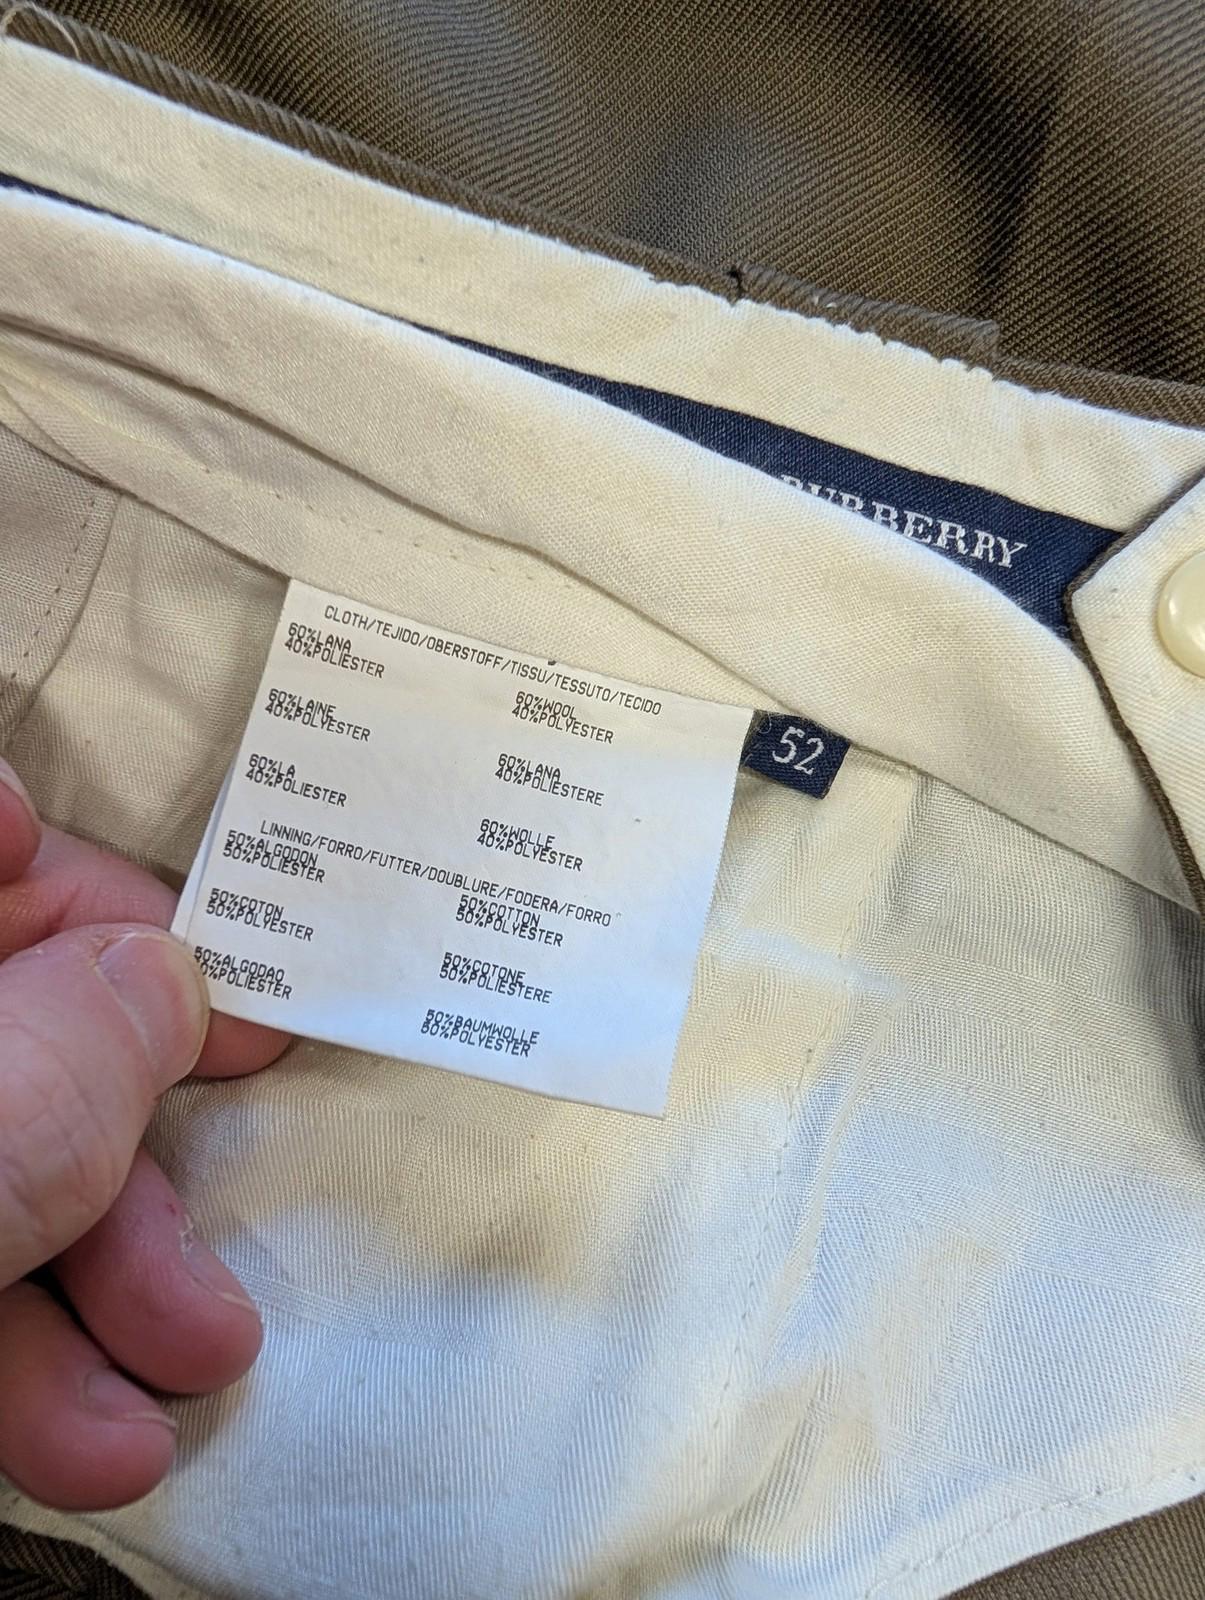 BURBERRY
52
CLOTH/TEJIDO/OBERSTOFF/TISSU/TESSUTO/TECIDO
60%LANA
40%POLIESTER
60%WOOL
40%POLYESTER
60%LAINE
40%POLYESTER
60%LANA
40%POLIESTERE
60%LA
40%POLIESTER
60%WOLLE
40%POLYESTER
LINNING/FORRO/FUTTER/DOUBLURE/FODERA/FORRO
50%ALGODON
50%POLIESTER
50%COTTON
50%POLYESTER
50%COTON
50%POLYESTER
50%COTONE
50%POLIESTERE
50%ALGODAO
50%POLIESTER
50%BAUMWOLLE
50%POLYESTER